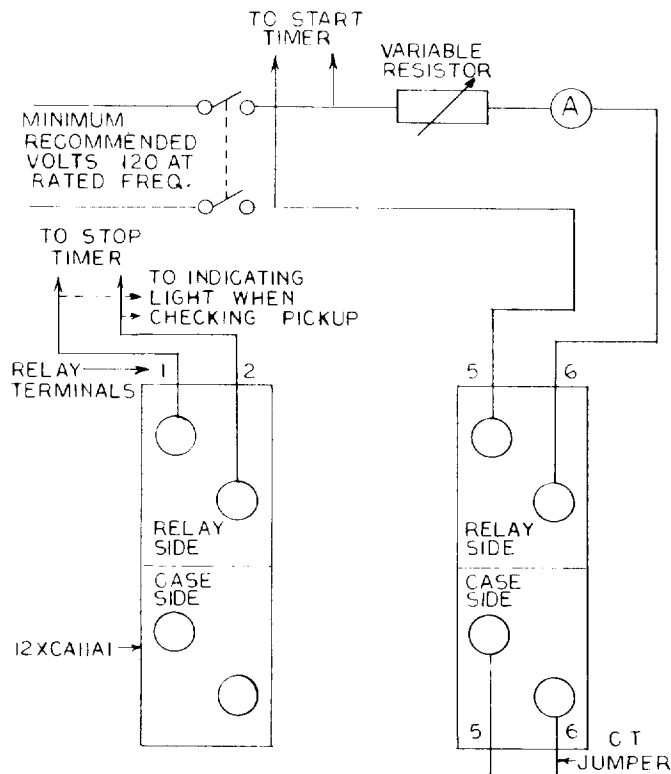 TO START
TIMER
VARIABLE
RESISTOR
A
MINIMUM
RECOMMENDED
VOLTS 120 AT
RATED FREQ.
TO STOP
TIMER
TO INDICATING
LIGHT WHEN
CHECKING PICKUP
RELAY
TERMINALS
1
2
5
6
RELAY
SIDE
CASE
SIDE
12XCA11A1
RELAY
SIDE
CASE
SIDE
5
6
CT
JUMPER